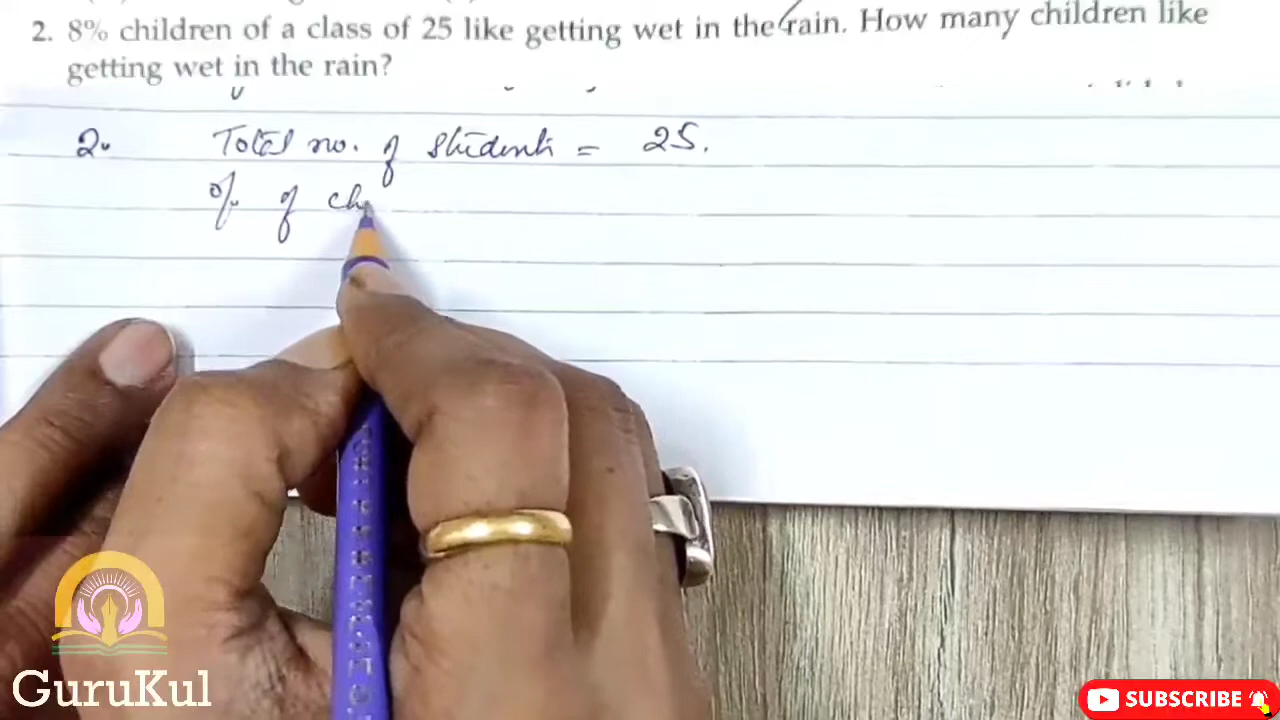 2. 8% children of a class of 25 like getting wet in the rain. How many children like
getting wet in the rain?
2. Total no. of students = 25.
% of ch
GuruKul
SUBSCRIBE